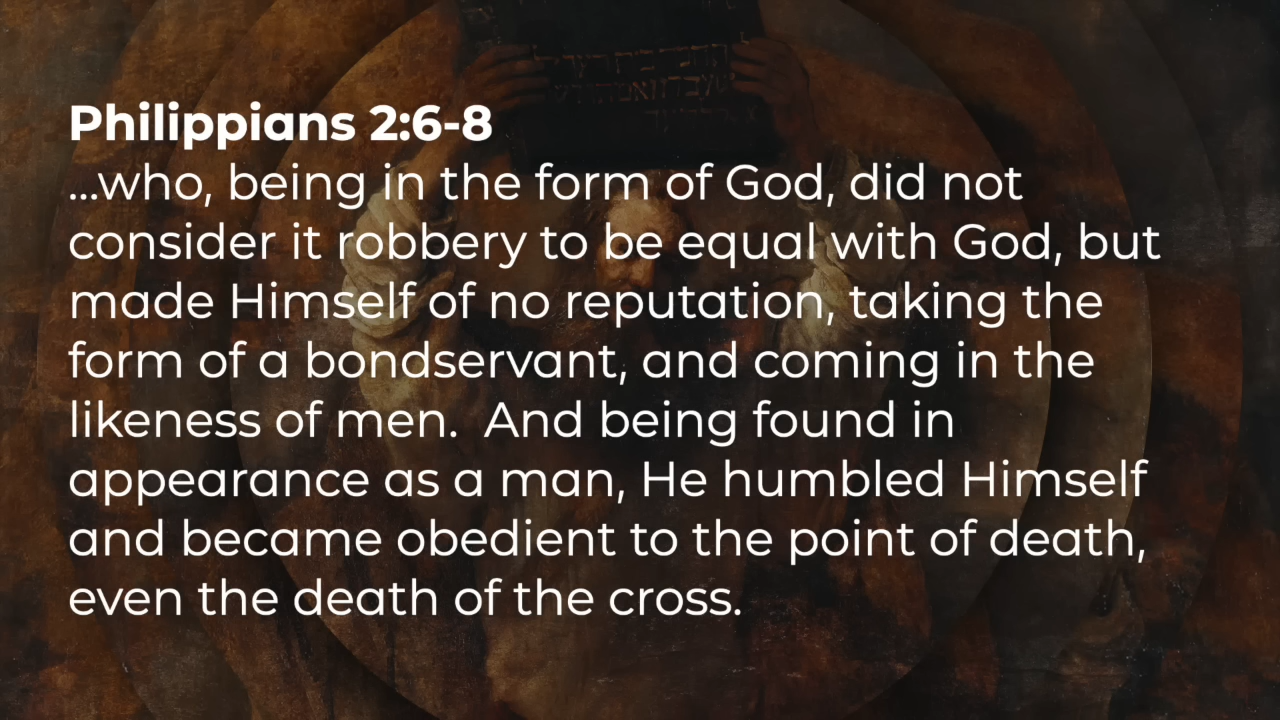 Philippians 2:6-8
...who, being in the form of God, did not
consider it robbery to be equal with God, but
made Himself of no reputation, taking the
form of a bondservant, and coming in the
likeness of men.  And being found in
appearance as a man, He humbled Himself
and became obedient to the point of death,
even the death of the cross.